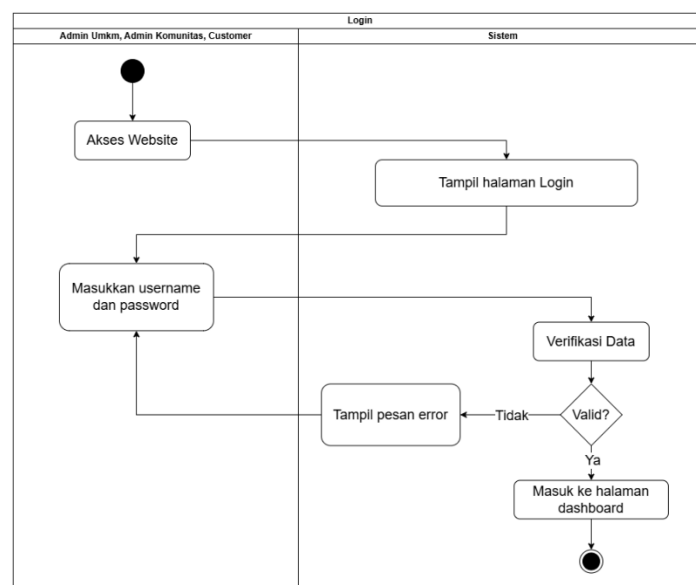 Login
Admin Umkm, Admin Komunitas, Customer
Sistem
Akses Website
Tampil halaman Login
Masukkan username
dan password
Verifikasi Data
Valid?
Tidak
Tampil pesan error
Ya
Masuk ke halaman
dashboard